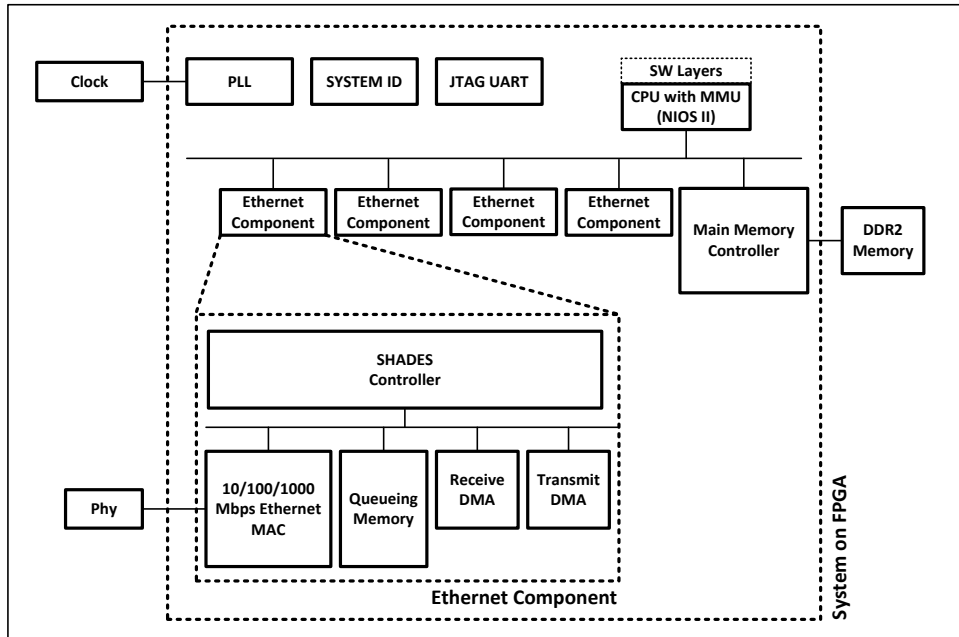 Clock
PLL
SYSTEM ID
JTAG UART
SW Layers
CPU with MMU
(NIOS II)
Ethernet
Component
Ethernet
Component
Ethernet
Component
Ethernet
Component
Main Memory
Controller
DDR2
Memory
SHADES
Controller
Phy
10/100/1000
Mbps Ethernet
MAC
Queueing
Memory
Receive
DMA
Transmit
DMA
Ethernet Component
System on FPGA